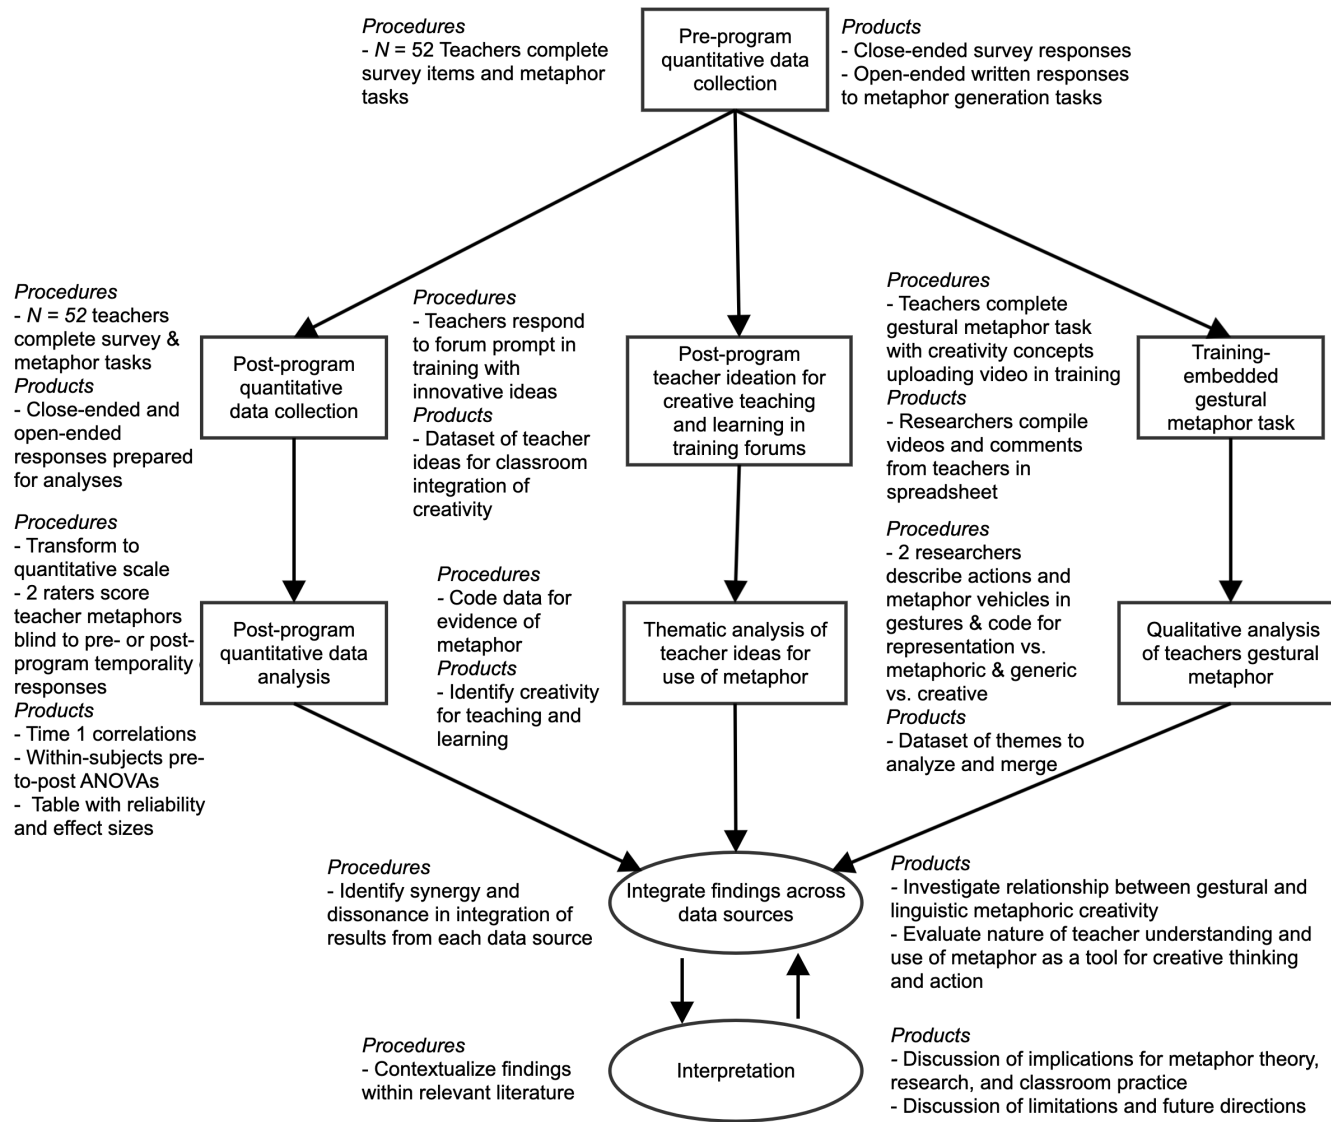 Procedures
- N = 52 Teachers complete
survey items and metaphor
tasks
Pre-program
quantitative data
collection
Products
- Close-ended survey responses
- Open-ended written responses
to metaphor generation tasks
Procedures
- N = 52 teachers
complete survey &
metaphor tasks
Products
- Close-ended and
open-ended
responses prepared
for analyses
Post-program
quantitative
data collection
Procedures
- Teachers respond
to forum prompt in
training with
innovative ideas
Products
- Dataset of teacher
ideas for classroom
integration of
creativity
Post-program
teacher ideation for
creative teaching
and learning in
training forums
Procedures
- Teachers complete
gestural metaphor task
with creativity concepts
uploading video in training
Products
- Researchers compile
videos and comments
from teachers in
spreadsheet
Training-
embedded
gestural
metaphor task
Procedures
- Transform to
quantitative scale
- 2 raters score
teacher metaphors
blind to pre- or post-
program temporality
responses
Products
- Time 1 correlations
- Within-subjects pre-
to-post ANOVAs
- Table with reliability
and effect sizes
Post-program
quantitative data
analysis
Procedures
- Code data for
evidence of
metaphor
Products
- Identify creativity
for teaching and
learning
Thematic analysis of
teacher ideas for
use of metaphor
Procedures
- 2 researchers
describe actions and
metaphor vehicles in
gestures & code for
representation vs.
metaphoric & generic
vs. creative
Products
- Dataset of themes to
analyze and merge
Qualitative analysis
of teachers gestural
metaphor
Procedures
- Identify synergy and
dissonance in integration of
results from each data source
Integrate findings across
data sources
Products
- Investigate relationship between gestural and
linguistic metaphoric creativity
- Evaluate nature of teacher understanding and
use of metaphor as a tool for creative thinking
and action
Procedures
- Contextualize findings
within relevant literature
Interpretation
Products
- Discussion of implications for metaphor theory,
research, and classroom practice
- Discussion of limitations and future directions